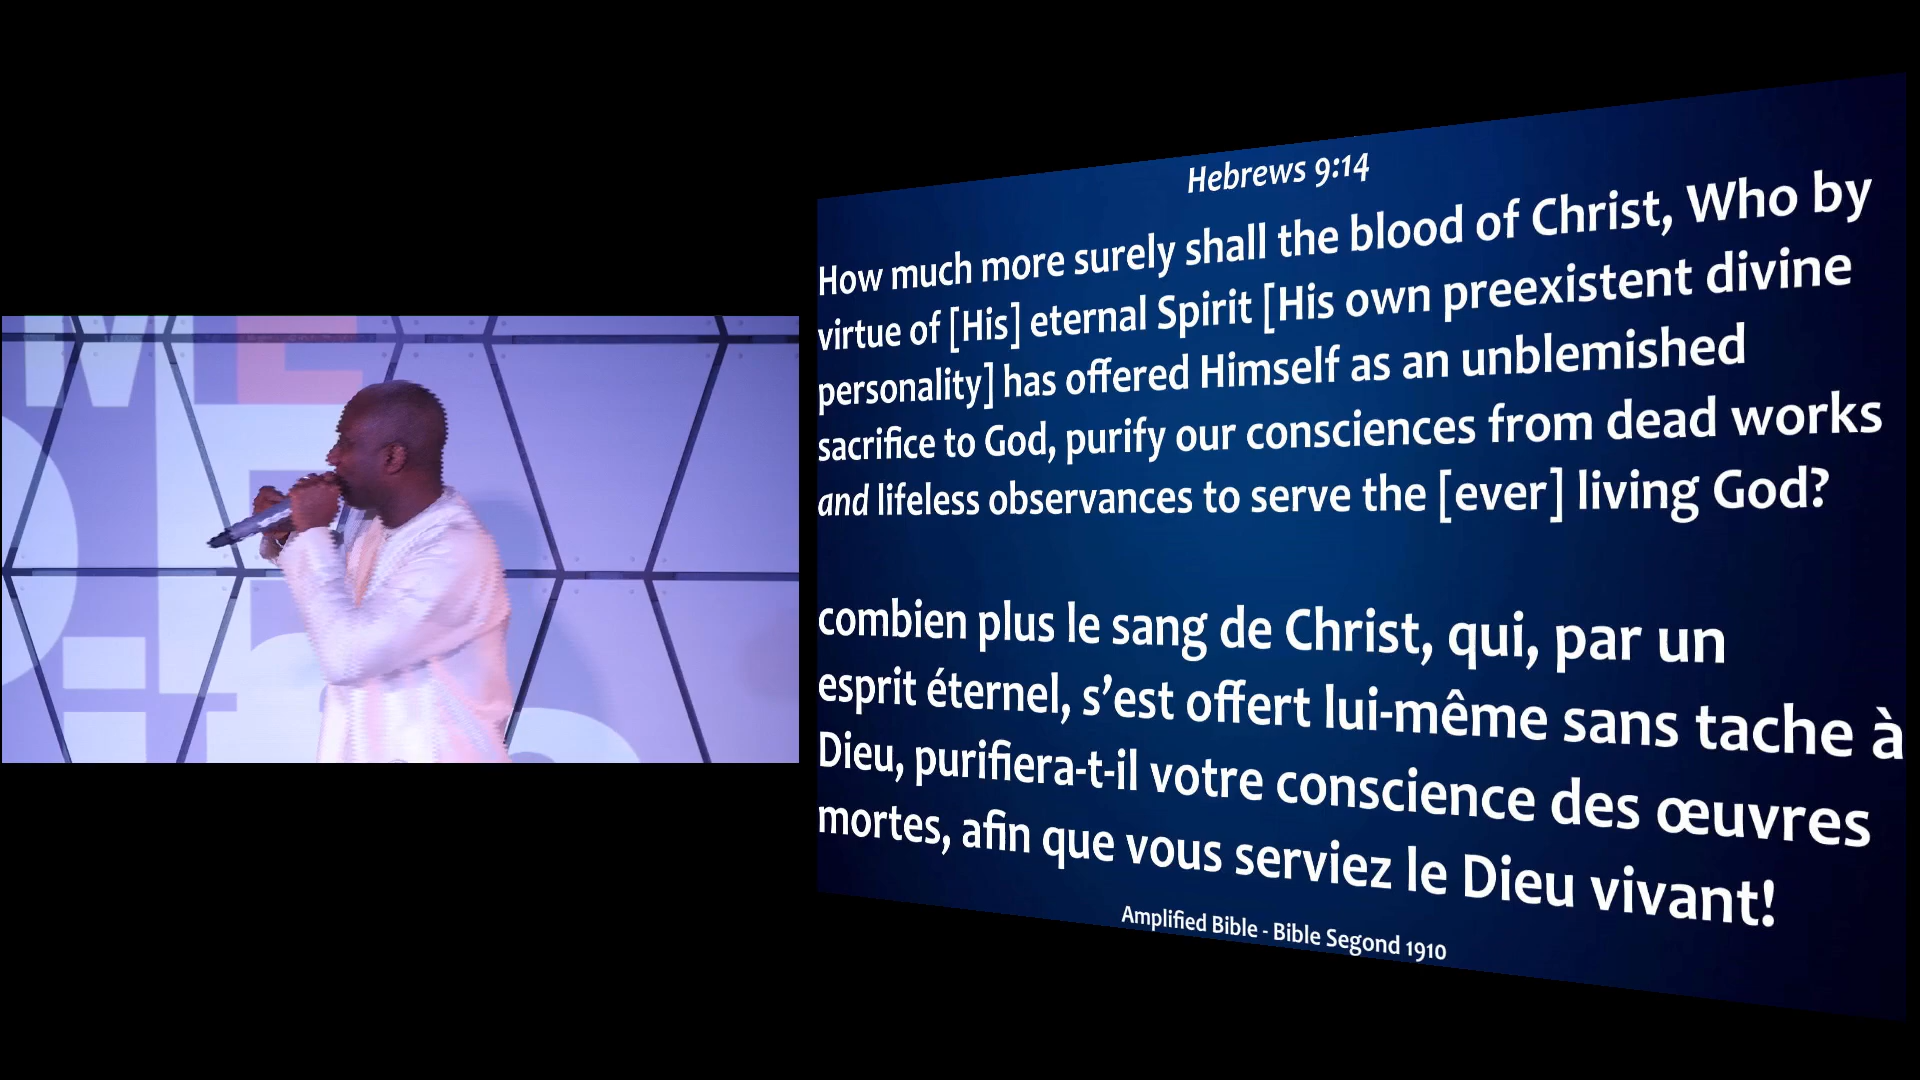 ME
Hebrews 9:14
How much more surely shall the blood of Christ, Who by
virtue of [His] eternal Spirit [His own preexistent divine
personality] has offered Himself as an unblemished
sacrifice to God, purify our consciences from dead works
and lifeless observances to serve the [ever] living God?
combien plus le sang de Christ, qui, par un
esprit éternel, s’est offert lui-même sans tache à
Dieu, purifiera-t-il votre conscience des œuvres
mortes, afin que vous serviez le Dieu vivant!
Amplified Bible - Bible Segond 1910